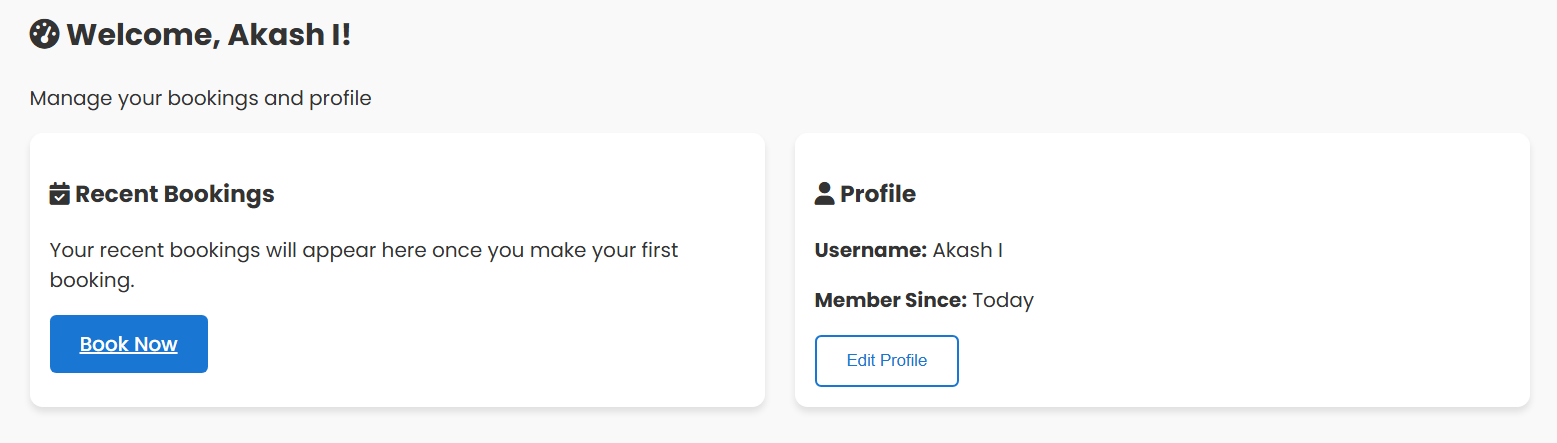 Welcome, Akash I!
Manage your bookings and profile
Recent Bookings
Your recent bookings will appear here once you make your first
booking.
Book Now
Profile
Username: Akash I
Member Since: Today
Edit Profile